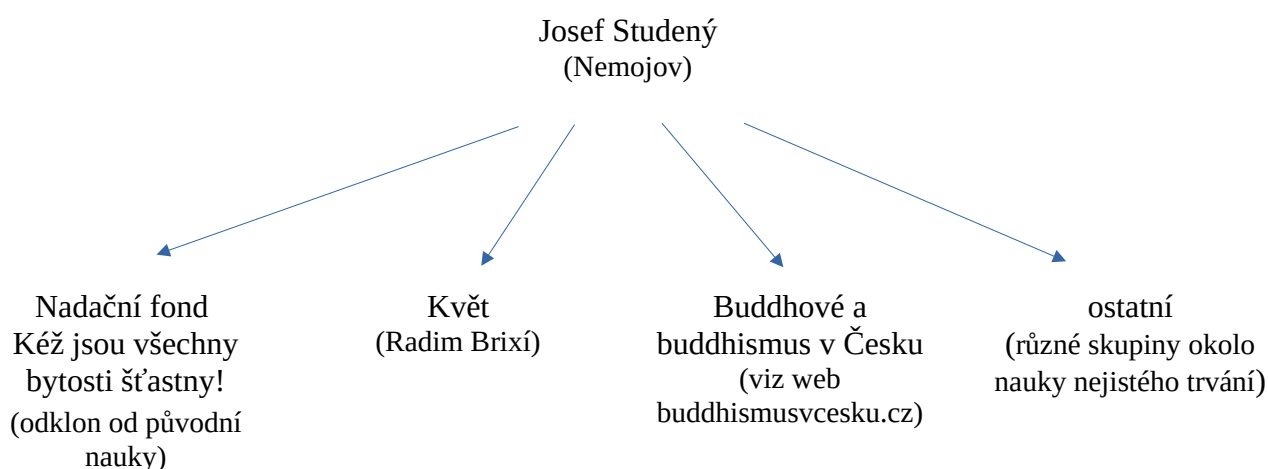 Josef Studený
(Nemojov)
Nadační fond
Kéž jsou všechny
bytosti šťastny!
(odklon od původní
nauky)
Květ
(Radim Brixí)
Buddhové a
buddhismus v Česku
(viz web
buddhismusvcesku.cz)
ostatní
(různé skupiny okolo
nauky nejistého trvání)